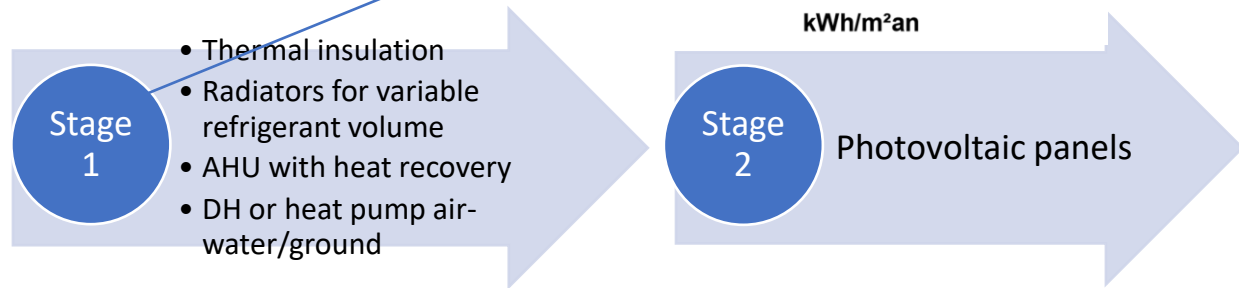 kWh/m²an
Stage
1
• Thermal insulation
• Radiators for variable
refrigerant volume
• AHU with heat recovery
• DH or heat pump air-
water/ground
Stage
2
Photovoltaic panels